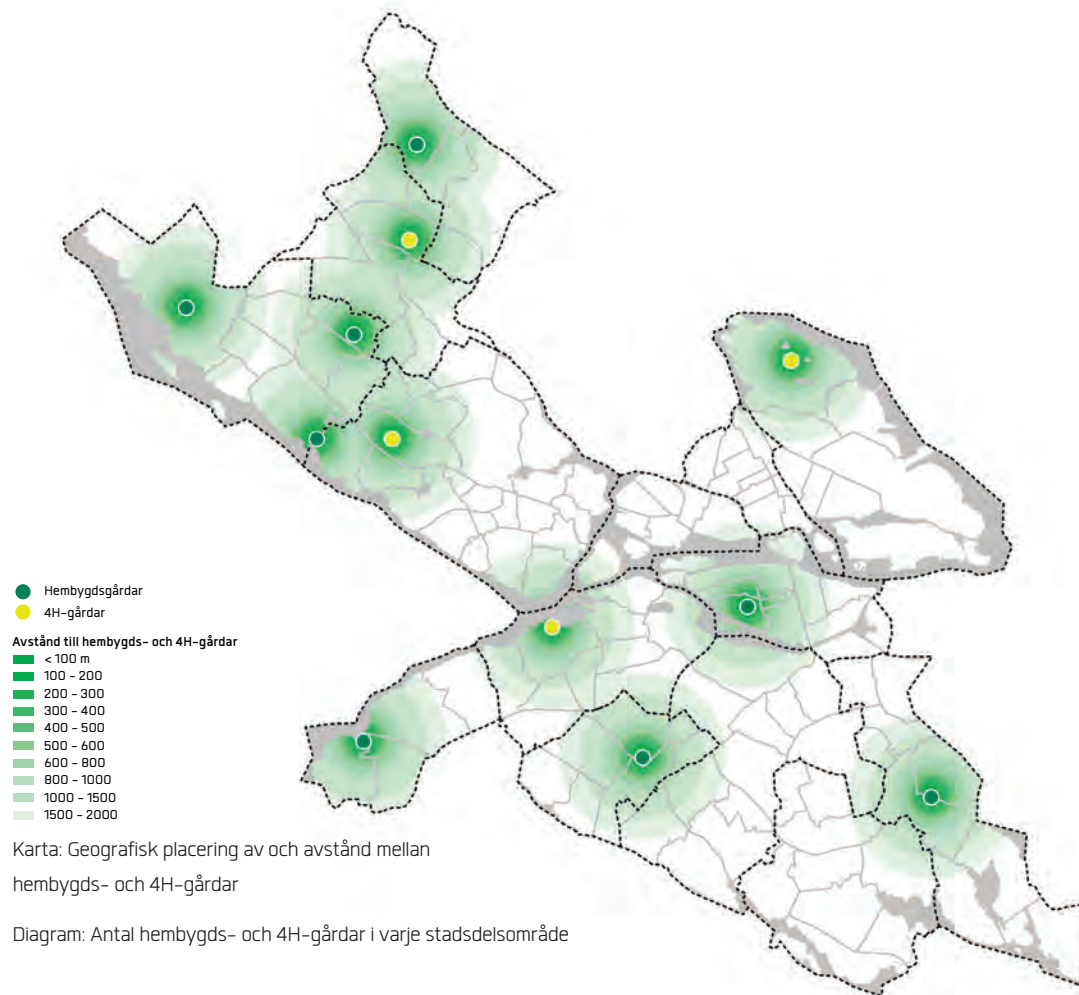 Hembygdsgårdar
4H-gårdar
Avstånd till hembygds- och 4H-gårdar
< 100 m
100 - 200
200 - 300
300 - 400
400 - 500
500 - 600
600 - 800
800 - 1000
1000 - 1500
1500 - 2000
Karta: Geografisk placering av och avstånd mellan
hembygds- och 4H-gårdar
Diagram: Antal hembygds- och 4H-gårdar i varje stadsdelsområde